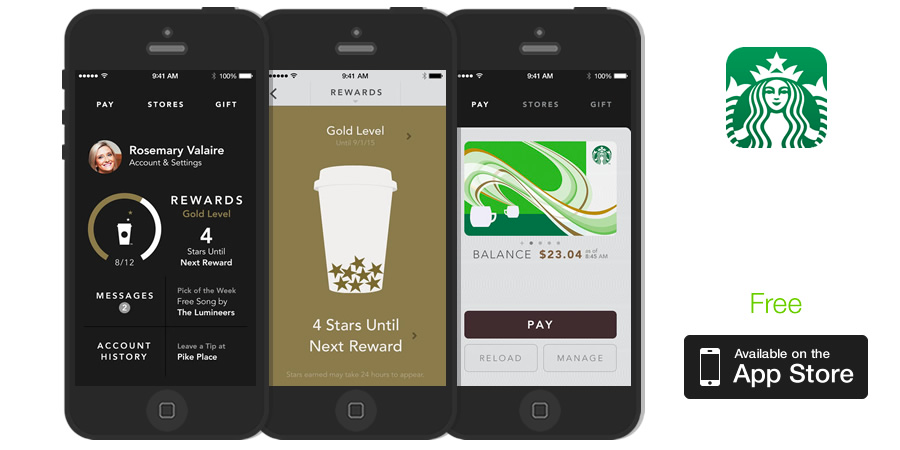 9:41 AM
100%
PAY STORES GIFT
Rosemary Valaire
Account & Settings
REWARDS
Gold Level
4
Stars Until
Next Reward
8/12
MESSAGES
2
Pick of the Week
Free Song by
The Lumineers
ACCOUNT
HISTORY
Leave a Tip at
Pike Place
9:41 AM
REWARDS
Gold Level
Until 9/1/15
4 Stars Until
Next Reward
Stars earned may take 24 hours to appear.
9:41 AM
100%
PAY STORES GIFT
BALANCE $23.04 as of
8:45 AM
PAY
RELOAD MANAGE
Free
Available on the
App Store